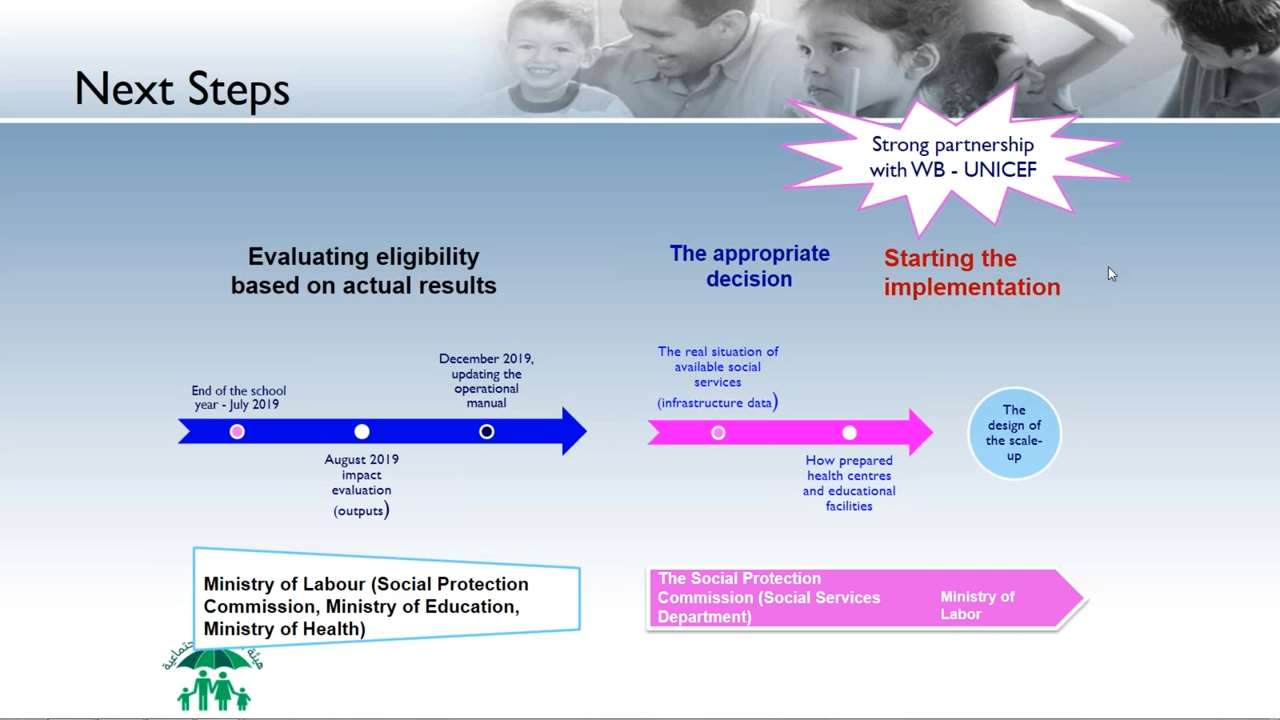 Next Steps
Strong partnership
with WB - UNICEF
Evaluating eligibility
based on actual results
The appropriate
decision
Starting the
implementation
End of the school
year - July 2019
August 2019
impact
evaluation
(outputs)
December 2019,
updating the
operational
manual
The real situation of
available social
services
(infrastructure data)
How prepared
health centres
and educational
facilities
The
design of
the scale-
up
Ministry of Labour (Social Protection
Commission, Ministry of Education,
Ministry of Health)
The Social Protection
Commission (Social Services
Department)
Ministry of
Labor